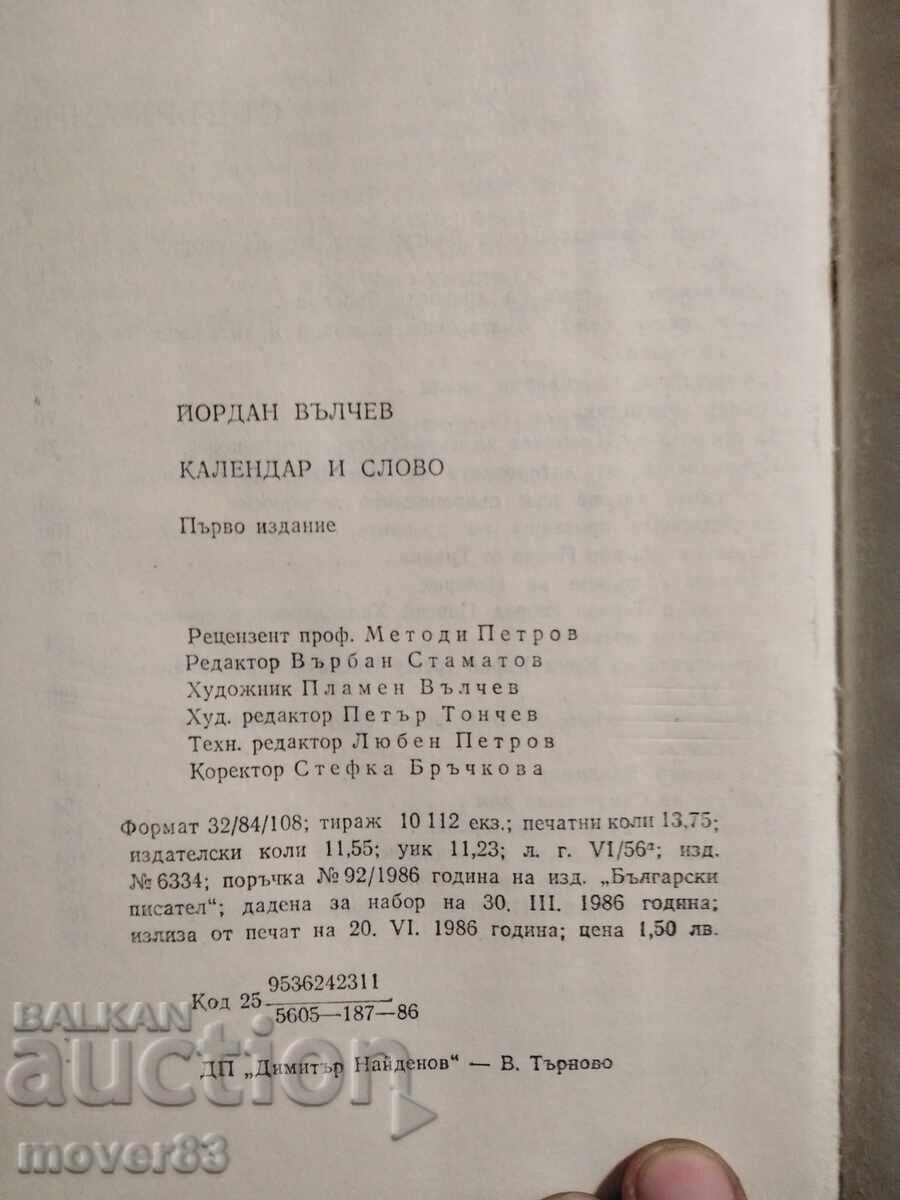 ЙОРДАН ВЪЛЧЕВ
КАЛЕНДАР И СЛОВО
Първо издание
Рецензент проф. Методи Петров
Редактор Върбан Стаматов
Художник Пламен Вълчев
Худ. редактор Петър Тончев
Техн. редактор Любен Петров
Коректор Стефка Бръчкова
Формат 32/84/108; тираж 10 112 екз.; печатни коли 13,75;
издателски коли 11,55; уик 11,23; л. г. VI/56ª; изд.
№ 6334; поръчка № 92/1986 година на изд. „Български
писател“; дадена за набор на 30. III. 1986 година;
излиза от печат на 20. VI. 1986 година; цена 1,50 лв.
9536242311
Код 25
5605—187—86
ДП „Димитър Найденов“ — В. Търново
BALKAN
auction
mover83